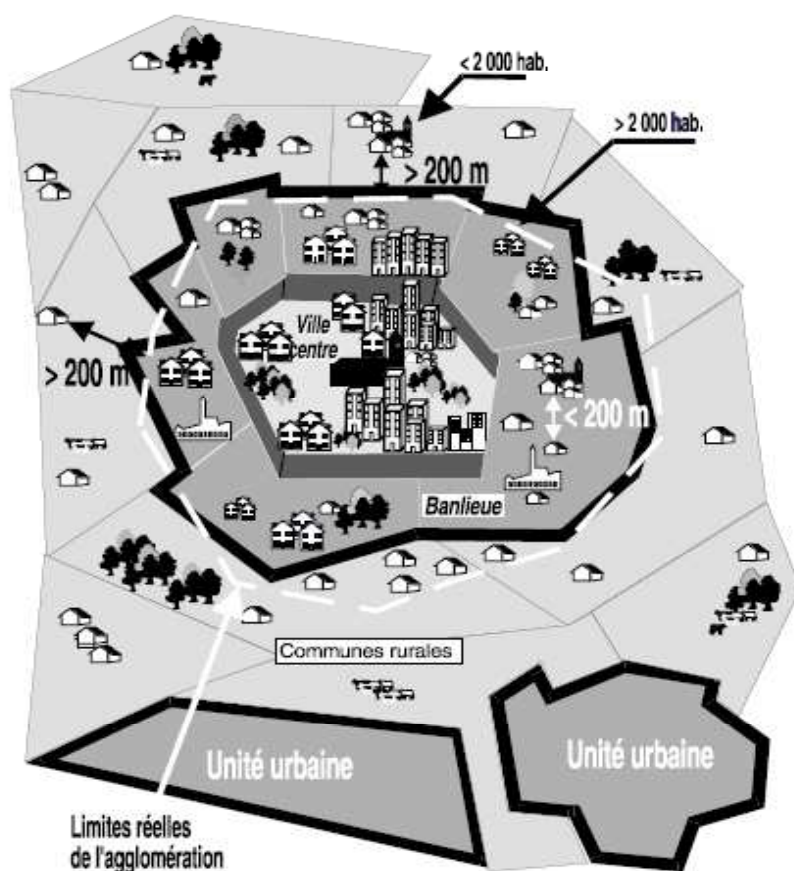 < 2 000 hab.
> 2 000 hab.
> 200 m
Ville
centre
> 200 m
< 200 m
Banlieue
Communes rurales
Unité urbaine
Unité urbaine
Limites réelles
de l'agglomération